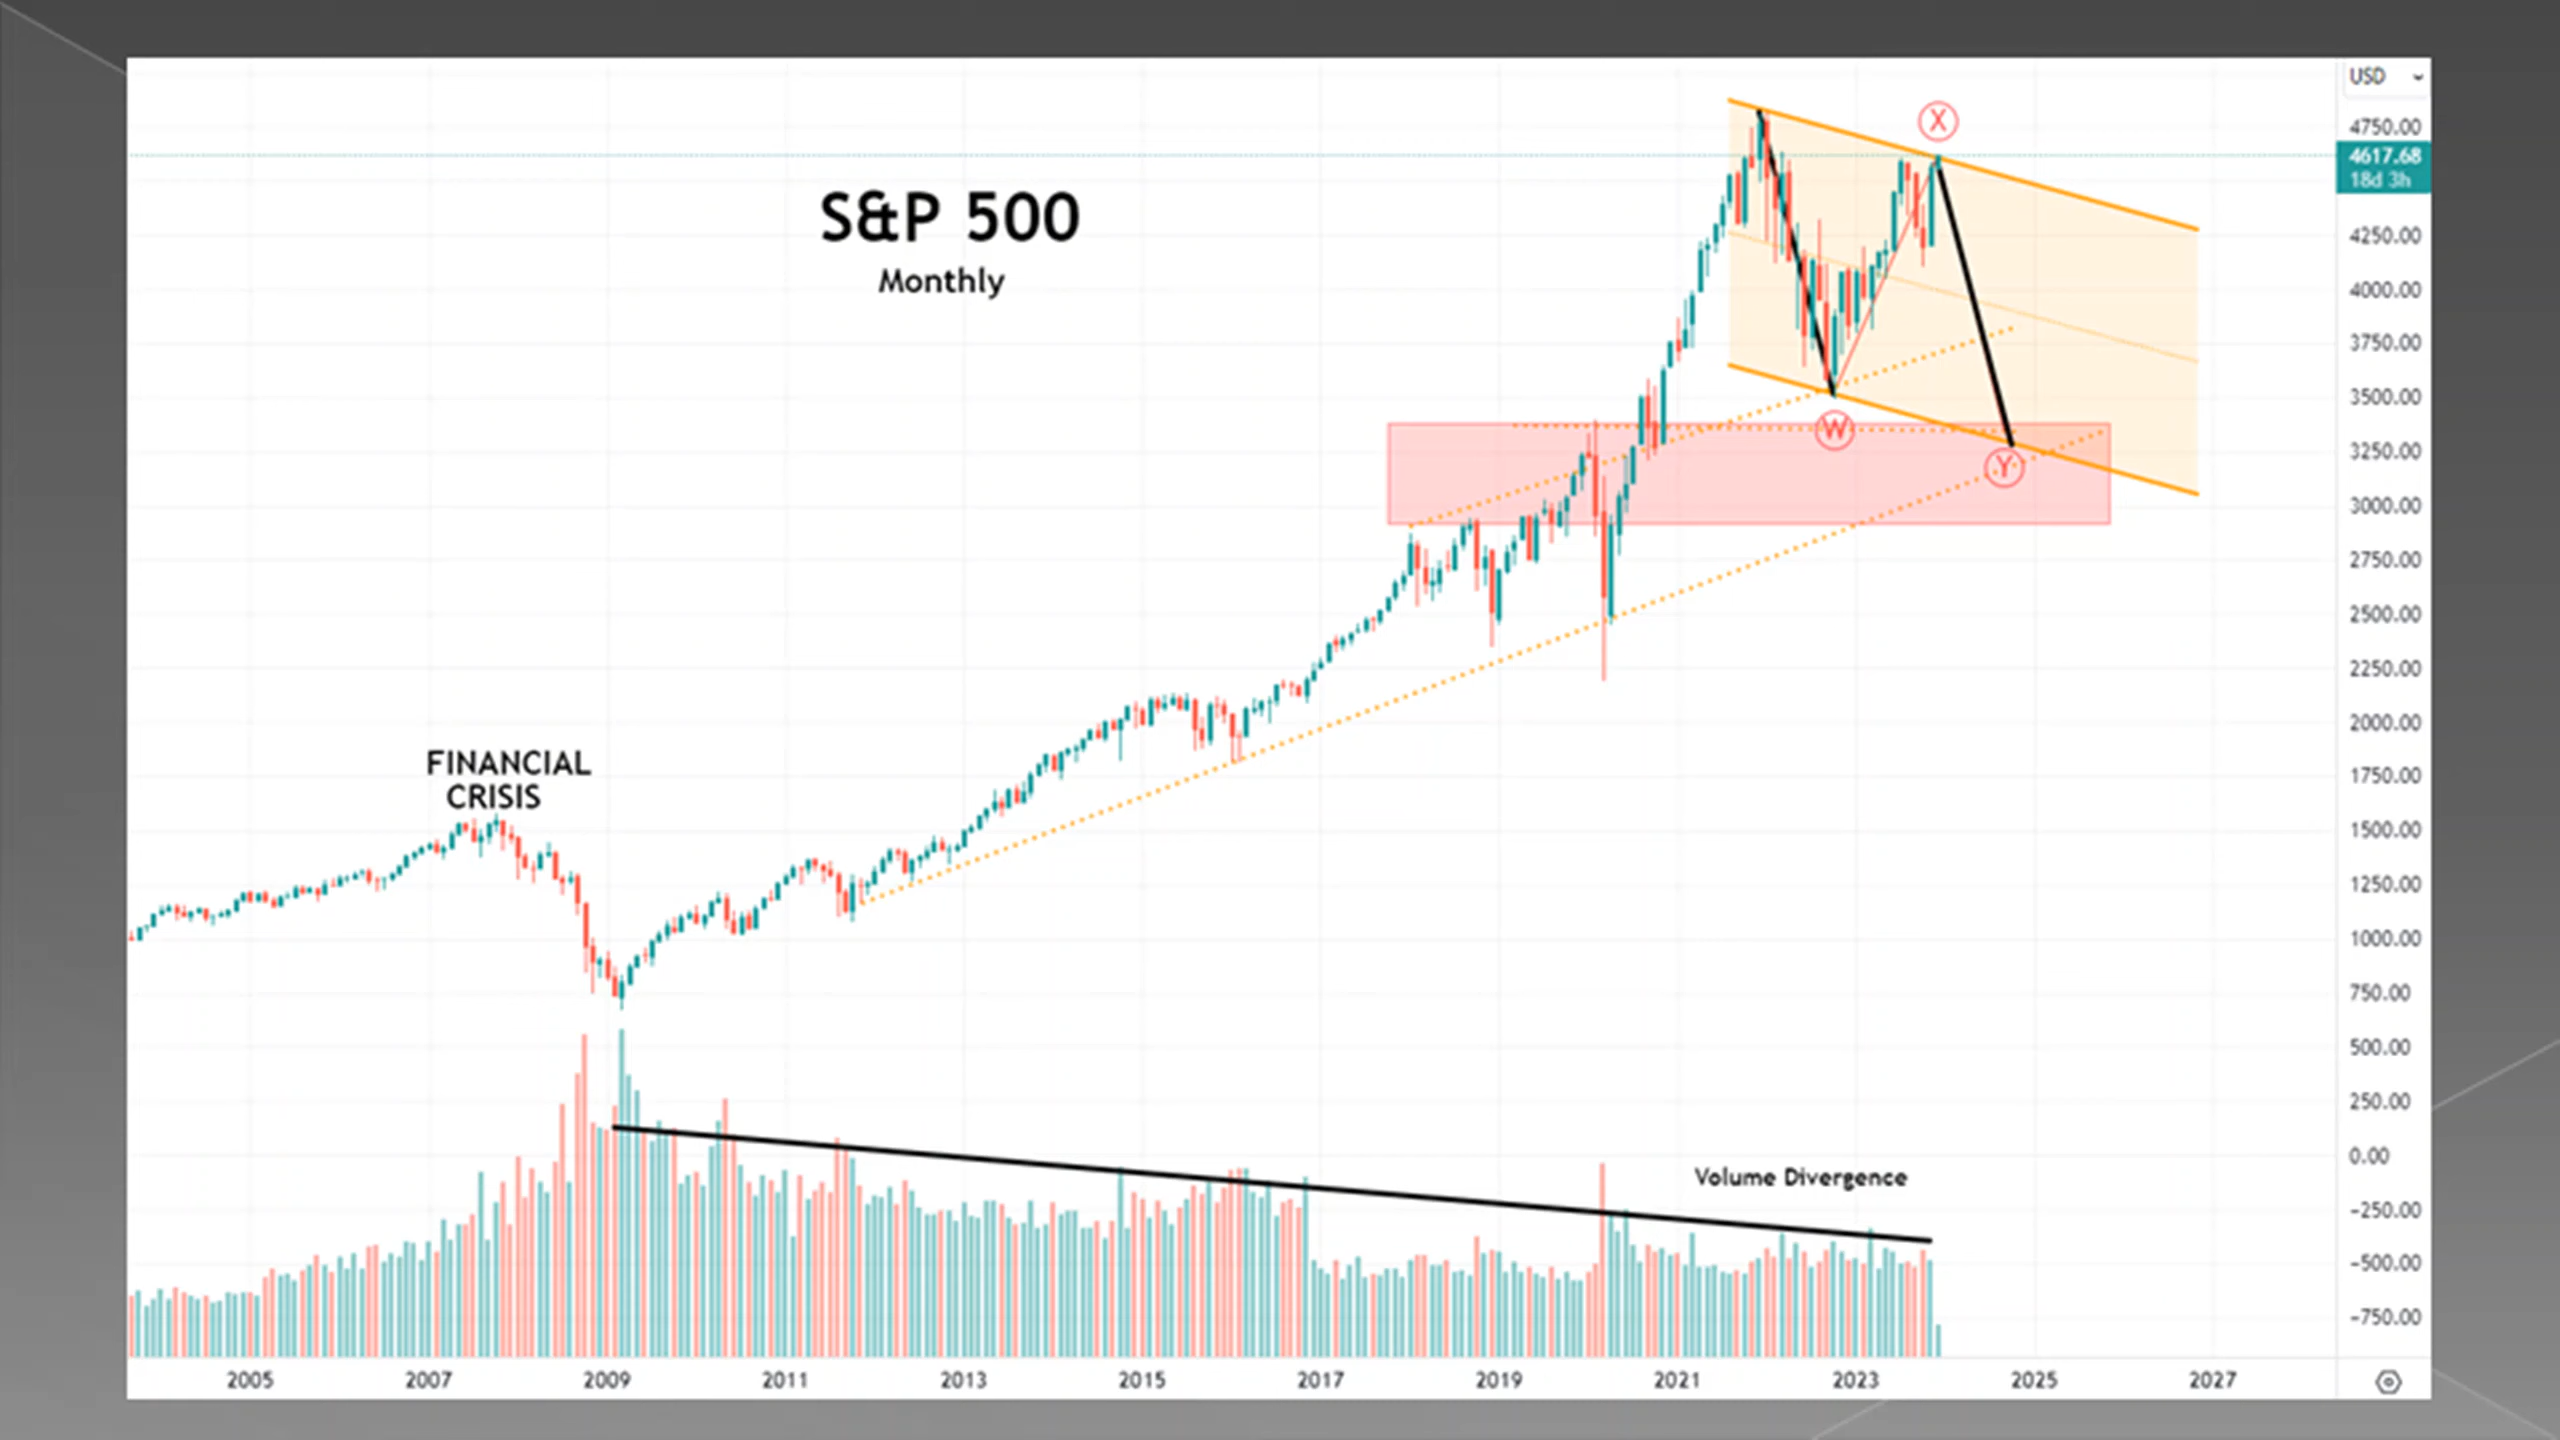 USD
4750.00
4617.68
18d 3h
4250.00
4000.00
3750.00
3500.00
3250.00
3000.00
2750.00
2500.00
2250.00
2000.00
1750.00
1500.00
1250.00
1000.00
750.00
500.00
250.00
0.00
-250.00
-500.00
-750.00
S&P 500
Monthly
X
W
Y
FINANCIAL
CRISIS
Volume Divergence
2005 2007 2009 2011 2013 2015 2017 2019 2021 2023 2025 2027